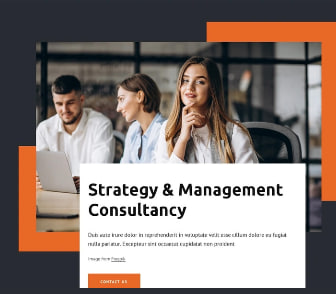 Strategy & Management
Consultancy
Duis aute irure dolor in reprehenderit in voluptate velit esse cillum dolore eu fugiat
nulla pariatur. Excepteur sint occaecat cupidatat non proident
Image from Freepik
CONTACT US